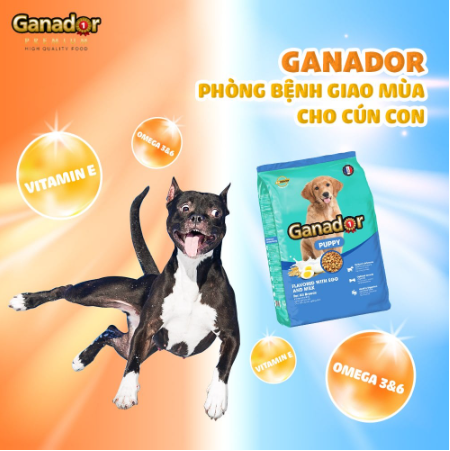 Ganador
PREMIUM
HIGH QUALITY FOOD
GANADOR
PHÒNG BỆNH GIAO MÙA
CHO CÚN CON
OMEGA 3&6
VITAMIN E
Ganador
PUPPY
FLAVORED WITH EGG
AND MILK
VITAMIN E
OMEGA 3&6